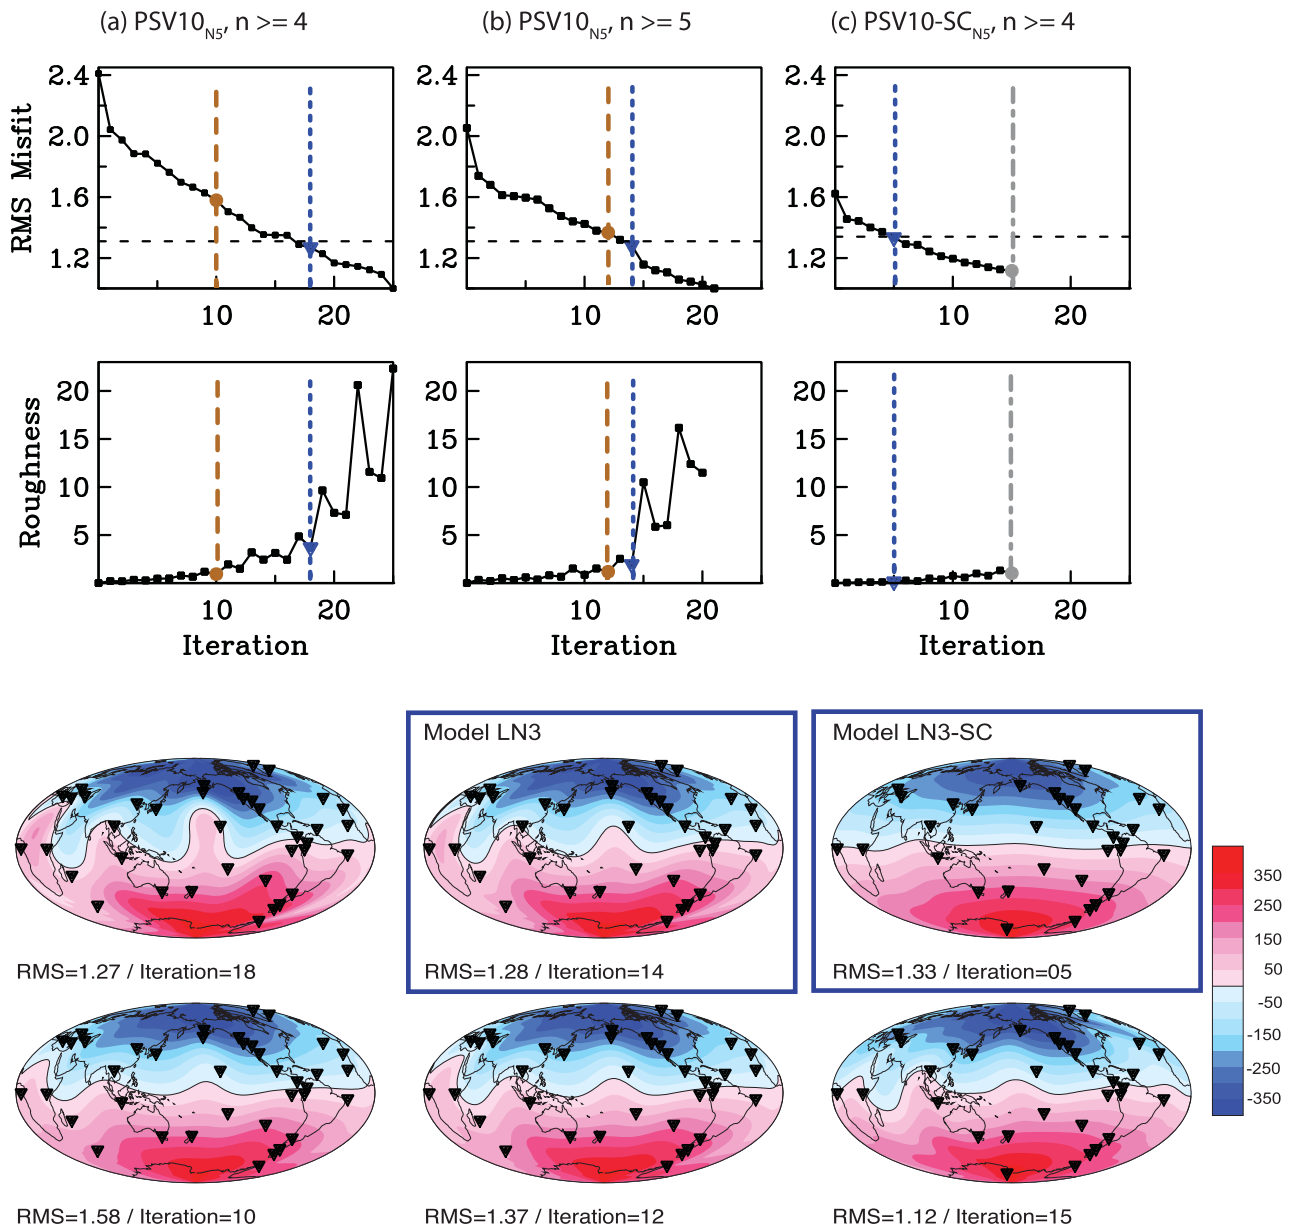 (a) PSV10N5, n >= 4
(b) PSV10N5, n >= 5
(c) PSV10-SCN5, n >= 4
RMS Misfit
2.4
2.0
1.6
1.2
10 20
2.4
2.0
1.6
1.2
10 20
2.4
2.0
1.6
1.2
10 20
Roughness
20
15
10
5
10 20
Iteration
20
15
10
5
10 20
Iteration
20
15
10
5
10 20
Iteration
Model LN3
Model LN3-SC
RMS=1.27 / Iteration=18
RMS=1.28 / Iteration=14
RMS=1.33 / Iteration=05
350
250
150
50
-50
-150
-250
-350
RMS=1.58 / Iteration=10
RMS=1.37 / Iteration=12
RMS=1.12 / Iteration=15